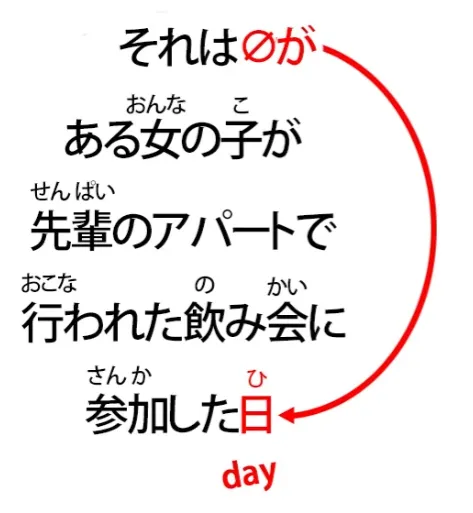 それは∅が
おんな こ
ある女の子が
せんぱい
先輩のアパートで
おこな の かい
行われた飲み会に
さんか ひ
参加した日
day